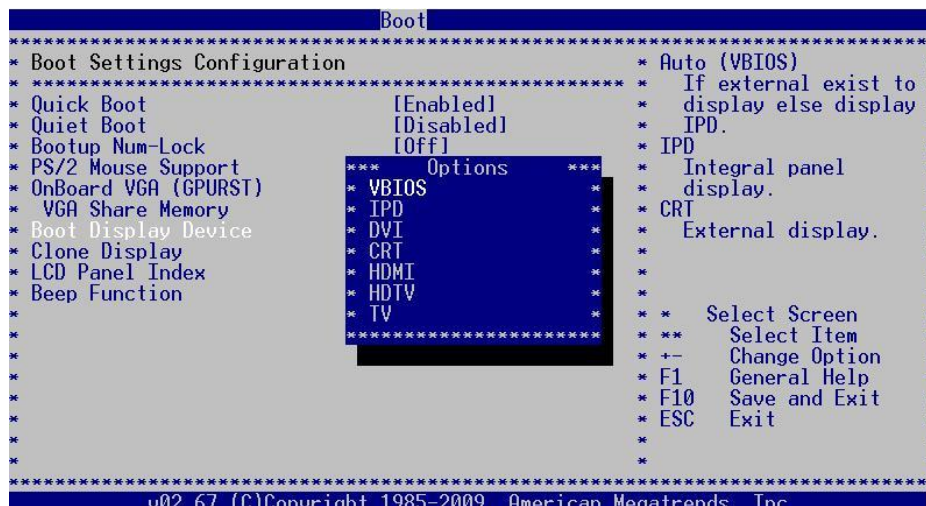 Boot
Boot Settings Configuration
Quick Boot [Enabled]
Quiet Boot [Disabled]
Bootup Num-Lock [Off]
PS/2 Mouse Support
OnBoard VGA (GPURST)
VGA Share Memory
Boot Display Device
Clone Display
LCD Panel Index
Beep Function
*** Options ***
* VBIOS *
* IPD *
* DVI *
* CRT *
* HDMI *
* HDTV *
* TV *
Auto (VBIOS)
If external exist to
display else display
IPD.
IPD
Integral panel
display.
CRT
External display.
* Select Screen
** Select Item
+- Change Option
F1 General Help
F10 Save and Exit
ESC Exit
v02.67 (C)Copyright 1985-2009, American Megatrends, Inc.